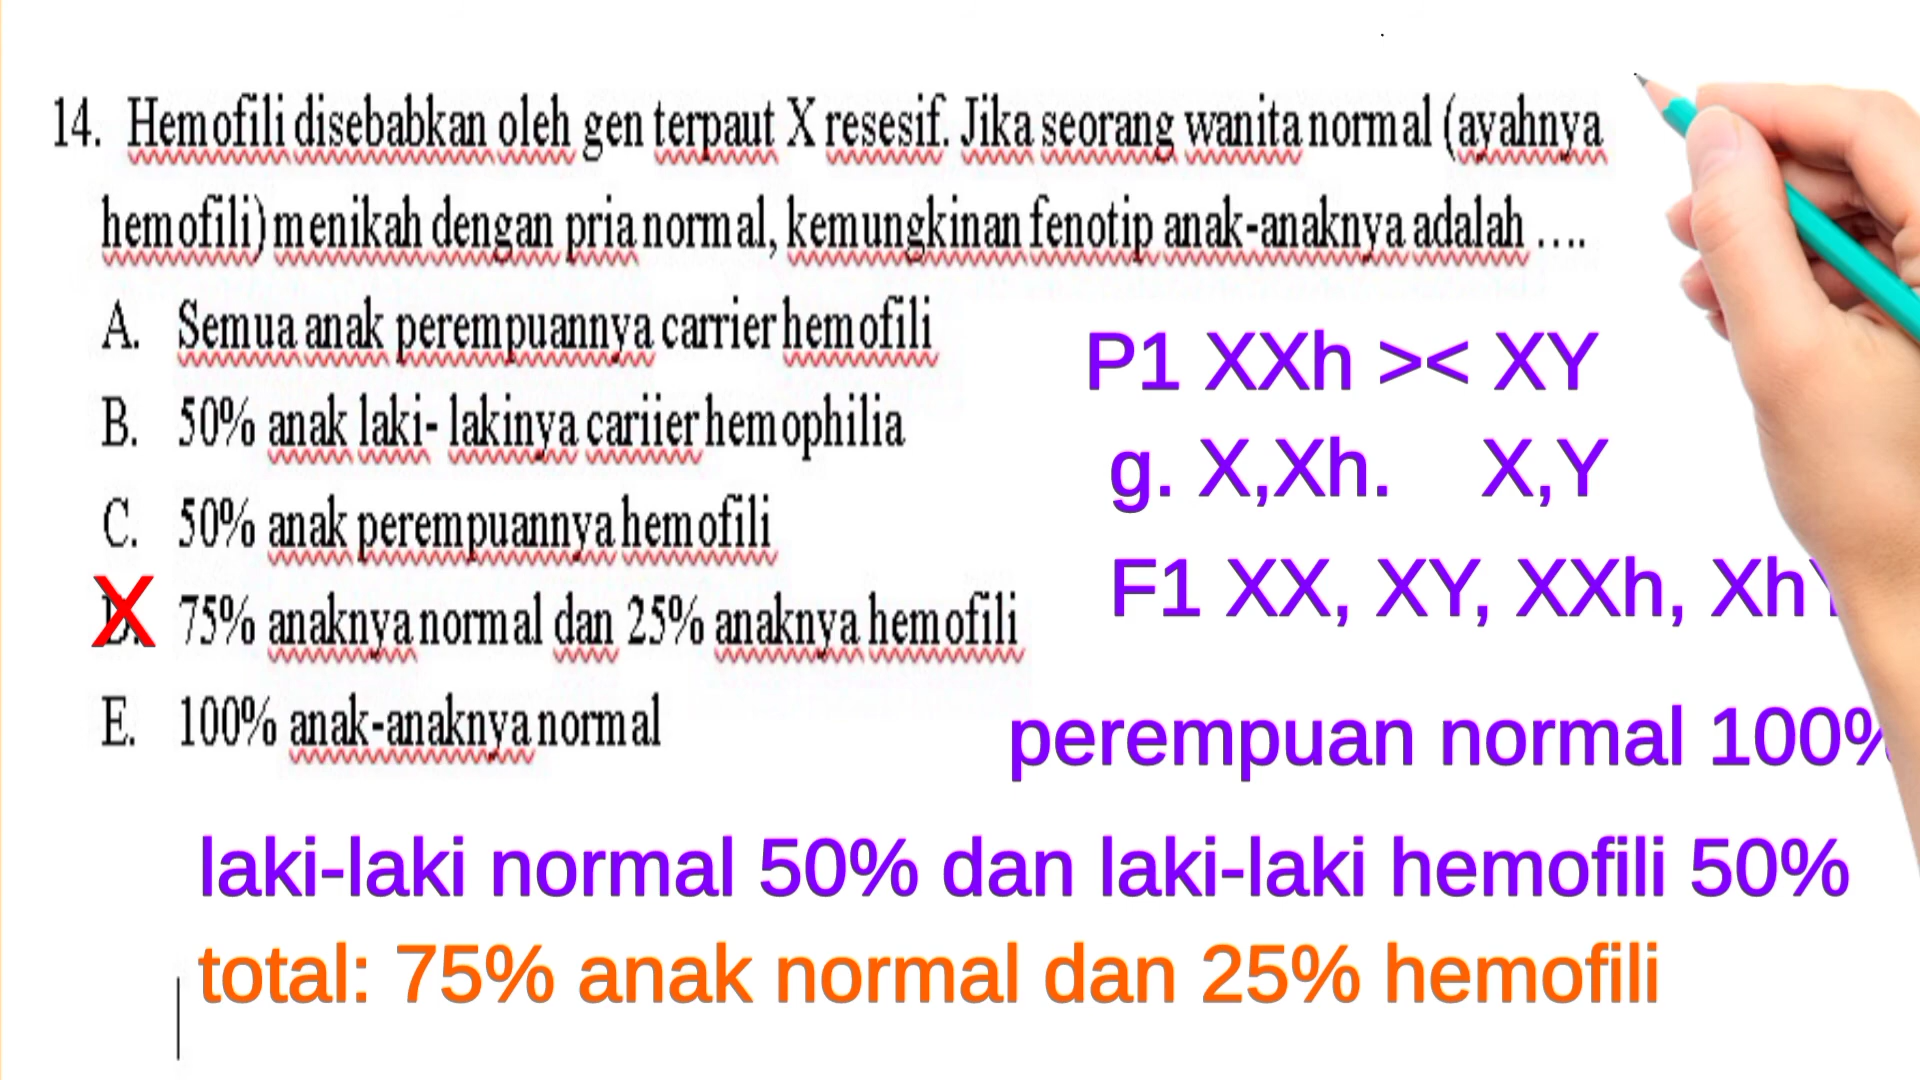 14. Hemofili disebabkan oleh gen terpaut X resesif. Jika seorang wanita normal (ayahnya
hemofili) menikah dengan pria normal, kemungkinan fenotip anak-anaknya adalah ....
A. Semua anak perempuannya carrier hemofili
B. 50% anak laki- lakinya cariier hemophilia
C. 50% anak perempuannya hemofili
X D. 75% anaknya normal dan 25% anaknya hemofili
E. 100% anak-anaknya normal
P1 XXh >< XY
g. X,Xh. X,Y
F1 XX, XY, XXh, XhY
perempuan normal 100%
laki-laki normal 50% dan laki-laki hemofili 50%
total: 75% anak normal dan 25% hemofili